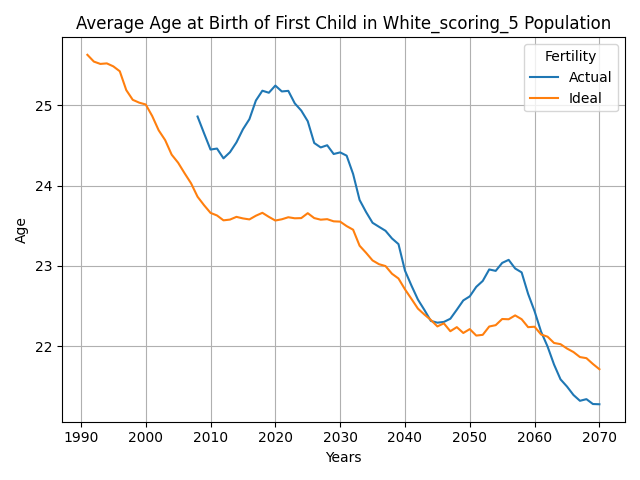 Average Age at Birth of First Child in White_scoring_5 Population
Fertility
Actual
Ideal
Age
25
24
23
22
1990 2000 2010 2020 2030 2040 2050 2060 2070
Years